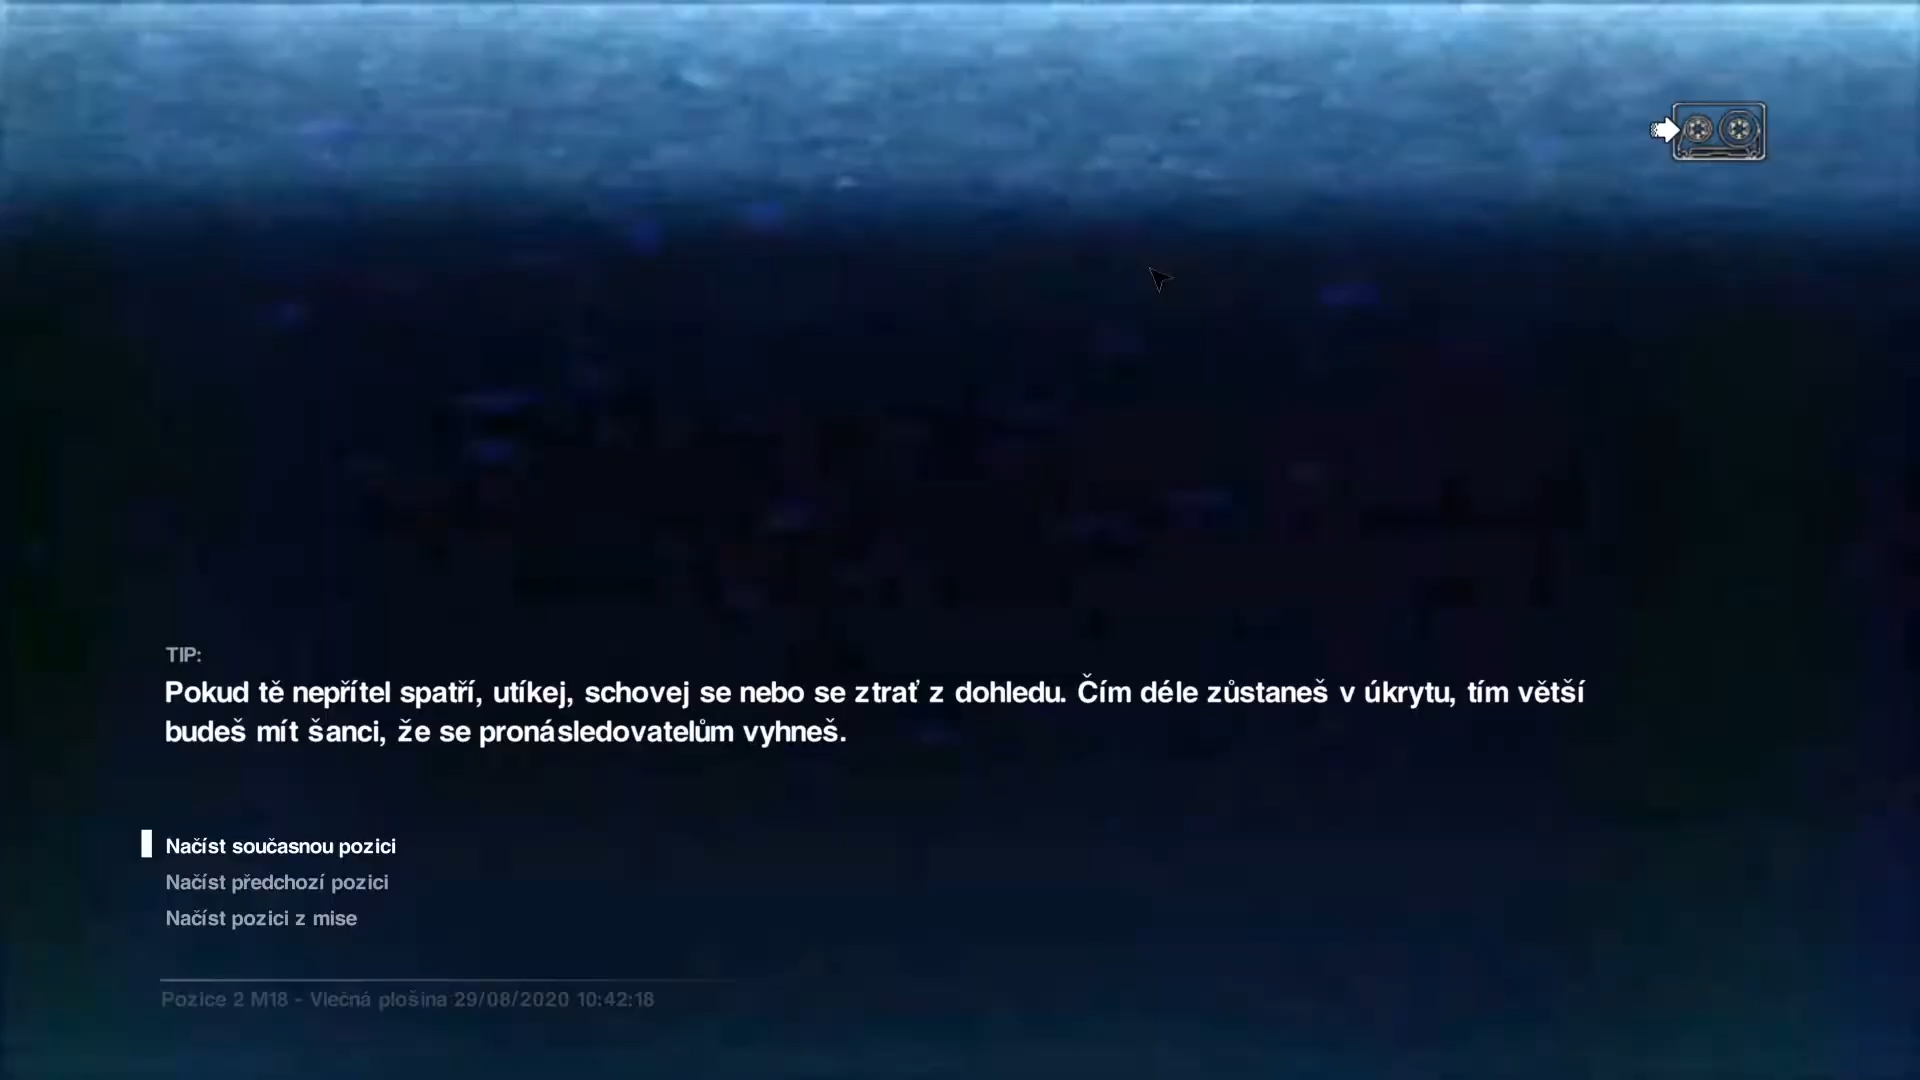 TIP:
Pokud tě nepřítel spatří, utíkej, schovej se nebo se ztrať z dohledu. Čím déle zůstaneš v úkrytu, tím větší
budeš mít šanci, že se pronásledovatelům vyhneš.
Načíst současnou pozici
Načíst předchozí pozici
Načíst pozici z mise
Pozice 2 M18 - Vlečná plošina 29/08/2020 10:42:18